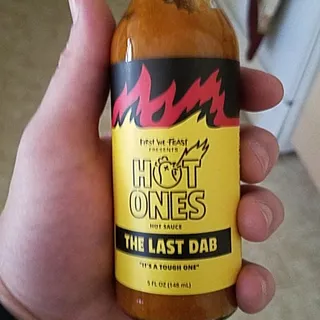 FIRST WE FEAST
PRESENTS
HOT
ONES
HOT SAUCE
THE LAST DAB
"IT'S A TOUGH ONE"
5 FL OZ (148 mL)